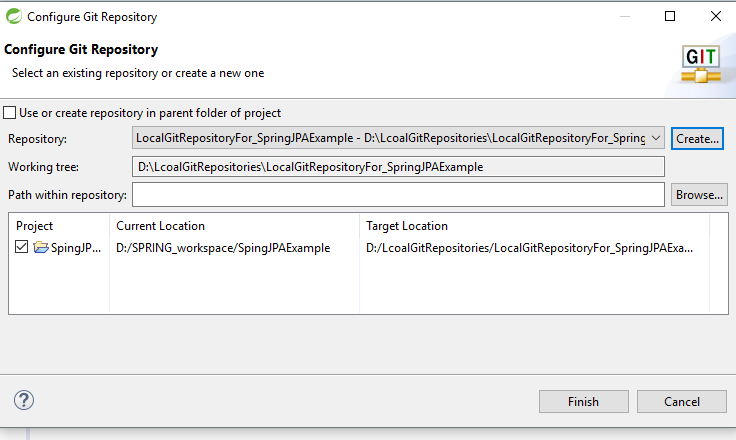 Configure Git Repository
Configure Git Repository
Select an existing repository or create a new one
GIT
Use or create repository in parent folder of project
Repository: LocalGitRepositoryFor_SpringJPAExample - D:\LcoalGitRepositories\LocalGitRepositoryFor_Spring Create...
Working tree: D:\LcoalGitRepositories\LocalGitRepositoryFor_SpringJPAExample
Path within repository: Browse...
Project Current Location Target Location
SpingJP... D:/SPRING_workspace/SpingJPAExample D:/LcoalGitRepositories/LocalGitRepositoryFor_SpringJPAExa...
? Finish Cancel